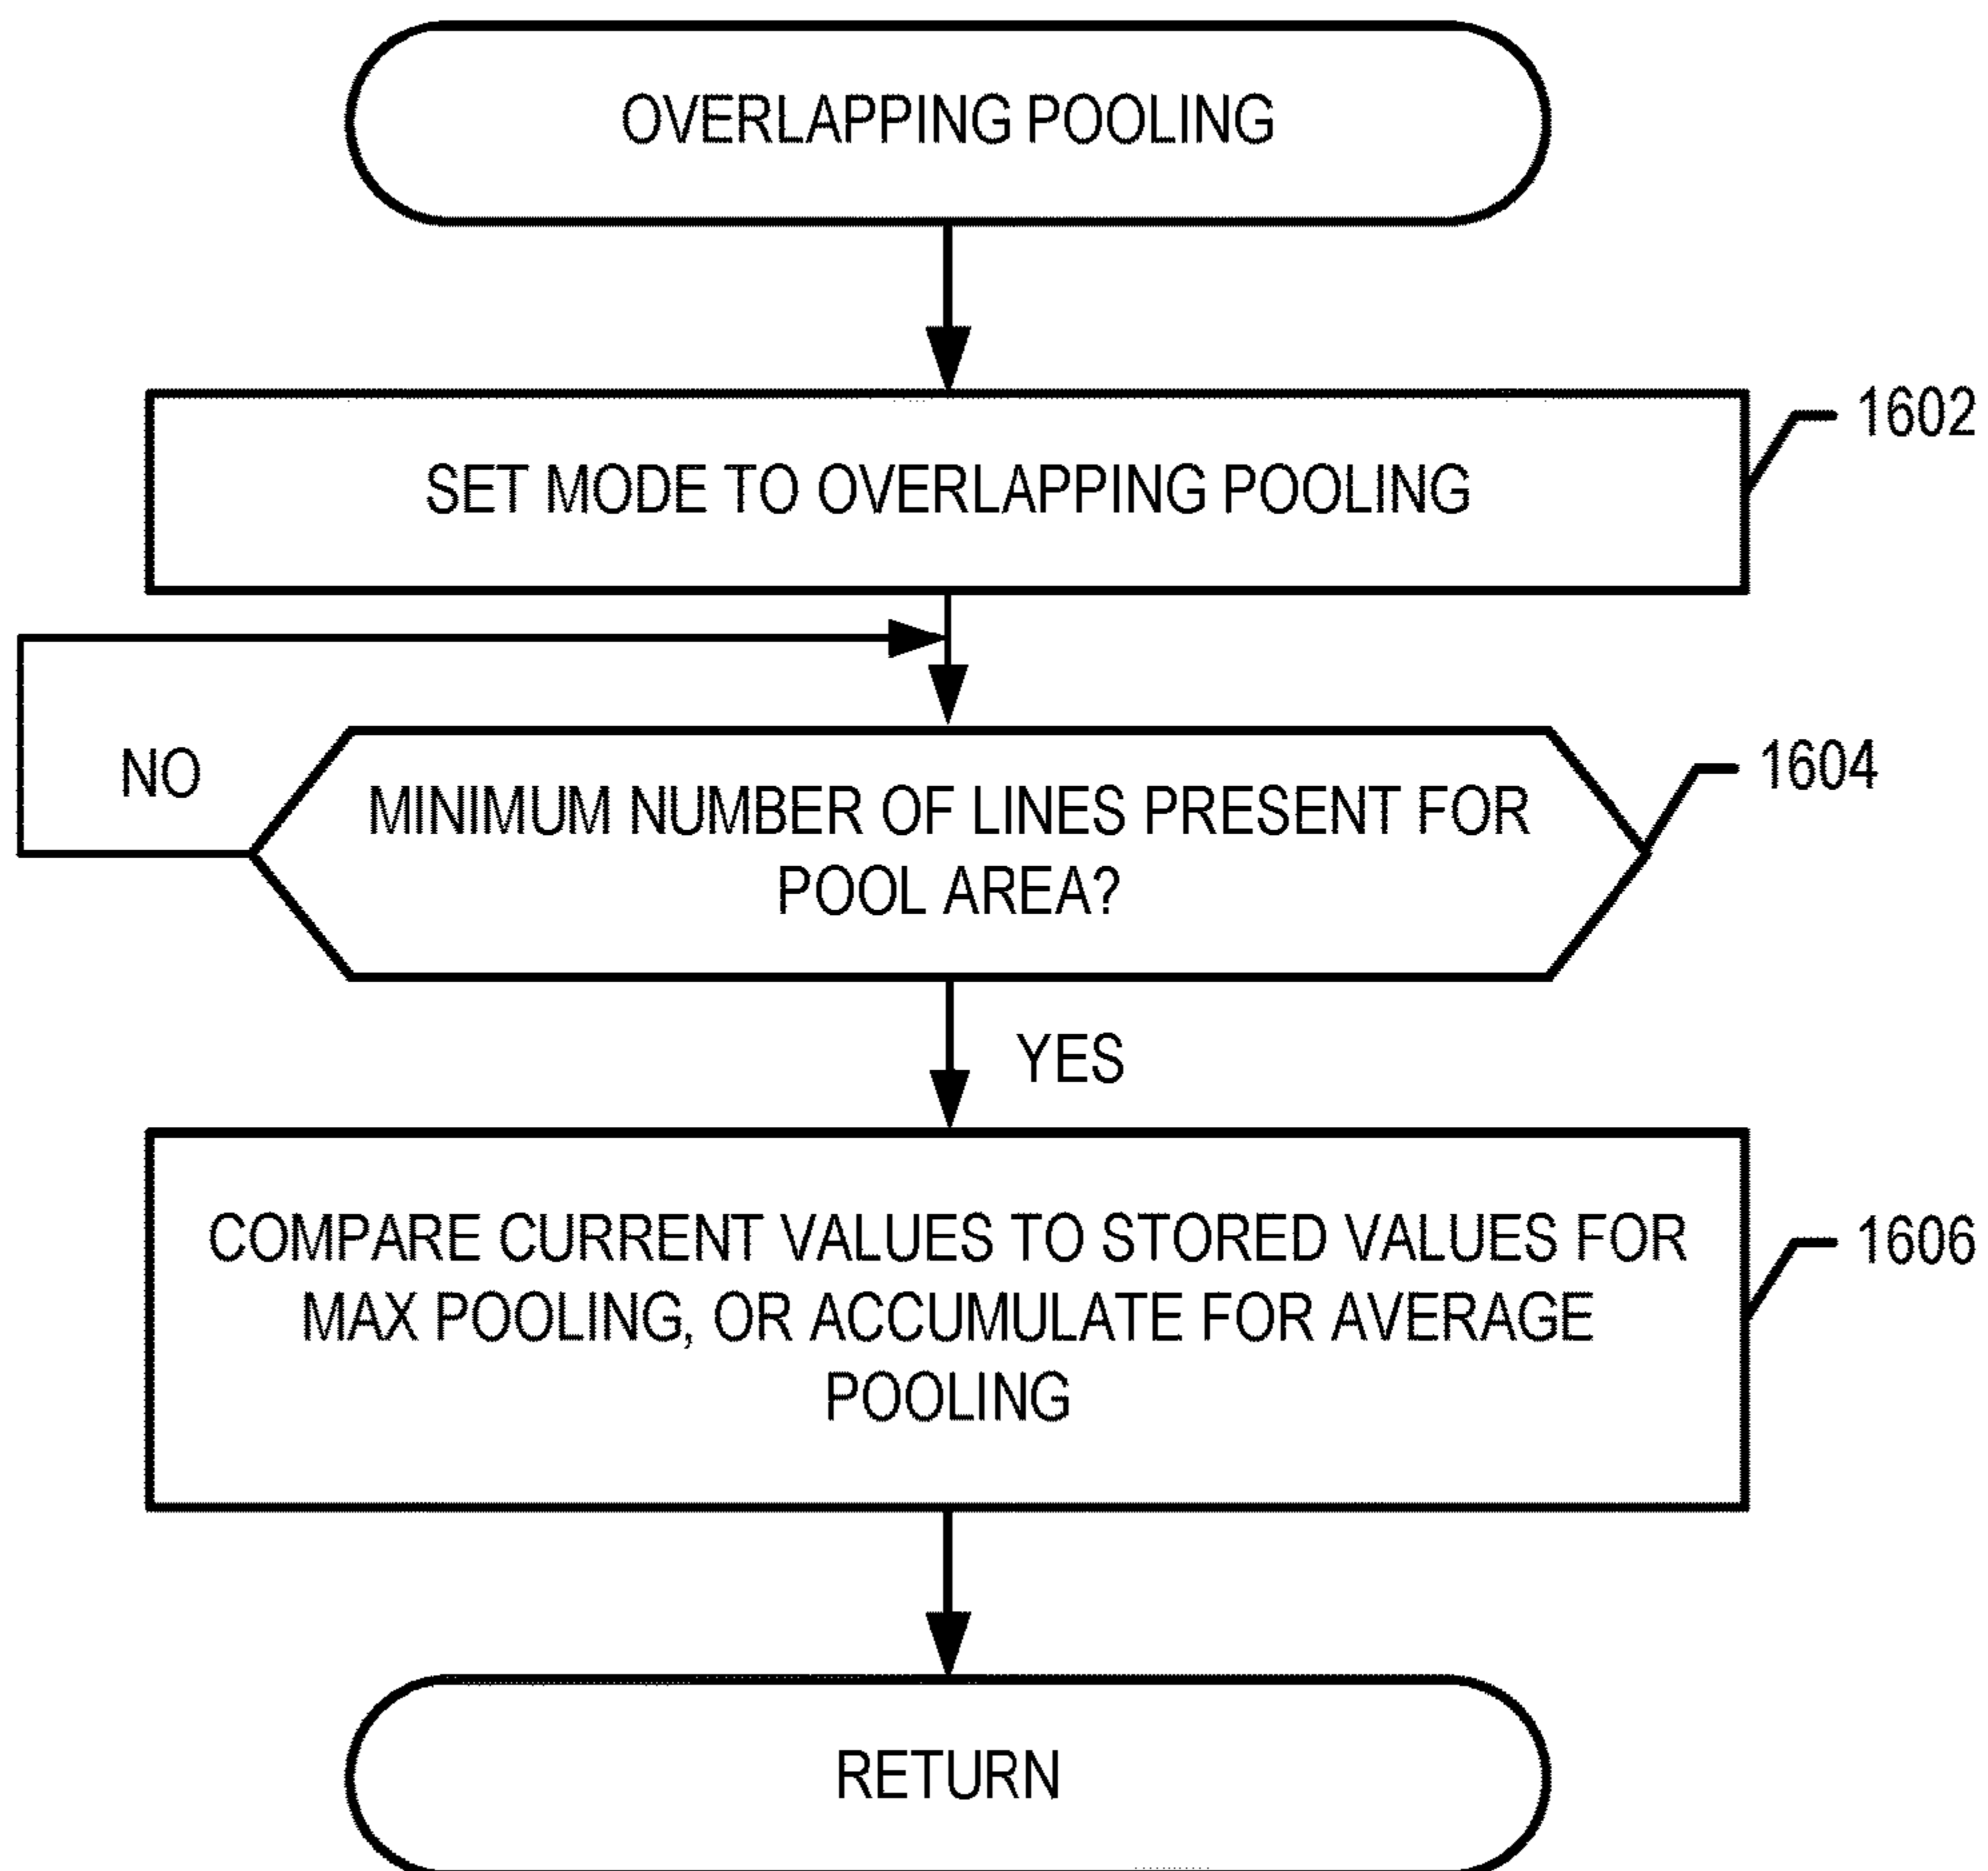 OVERLAPPING POOLING
SET MODE TO OVERLAPPING POOLING
1602
NO
MINIMUM NUMBER OF LINES PRESENT FOR
POOL AREA?
1604
YES
COMPARE CURRENT VALUES TO STORED VALUES FOR
MAX POOLING, OR ACCUMULATE FOR AVERAGE
POOLING
1606
RETURN